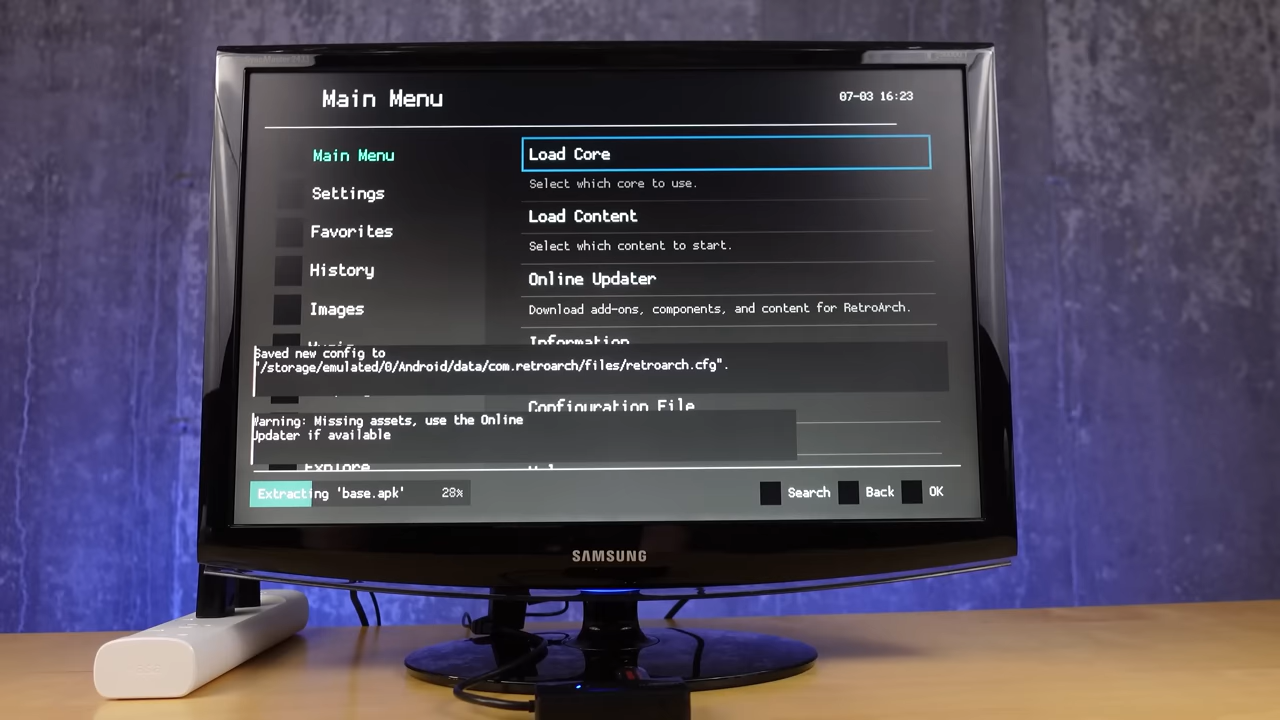 Main Menu
07-03 16:23
Main Menu
Load Core
Select which core to use.
Settings
Load Content
Favorites
Select which content to start.
History
Online Updater
Images
Download add-ons, components, and content for RetroArch.
Information
Saved new config to
"/storage/emulated/0/Android/data/com.retroarch/files/retroarch.cfg".
Configuration File
Warning: Missing assets, use the Online
Updater if available
Explore
Extracting 'base.apk' 28%
Search Back OK
SAMSUNG